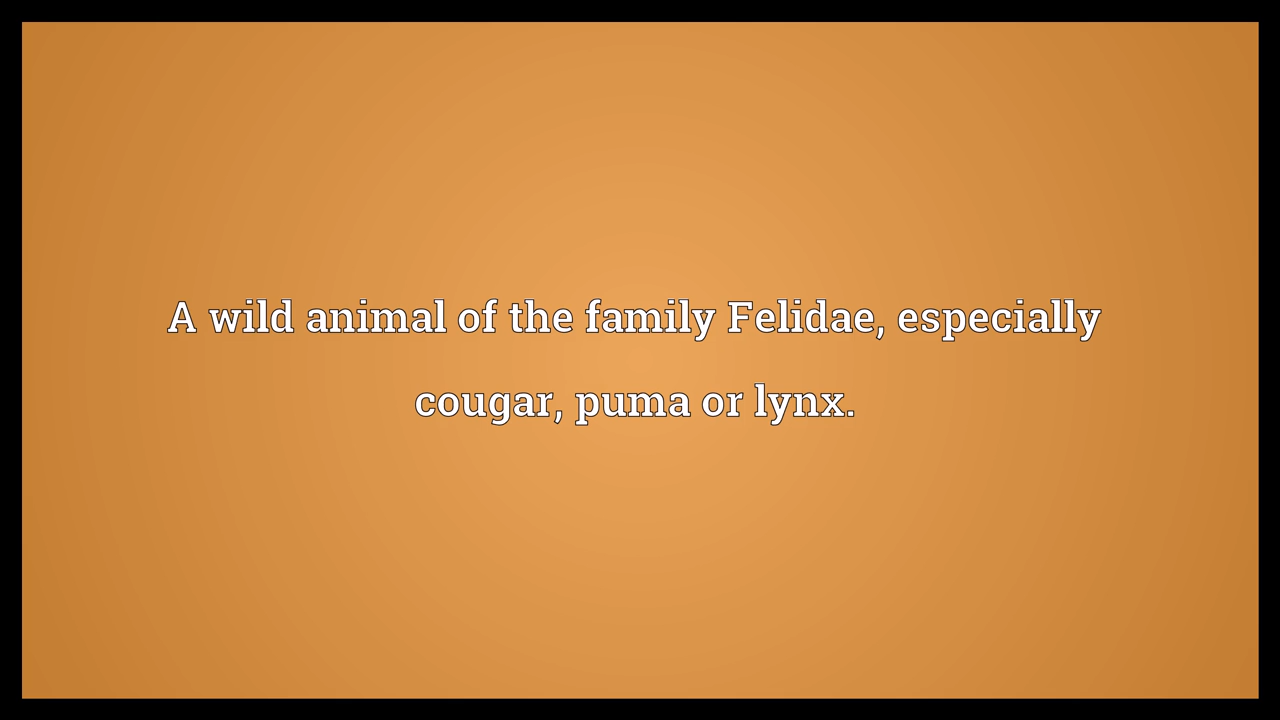 A wild animal of the family Felidae, especially
cougar, puma or lynx.